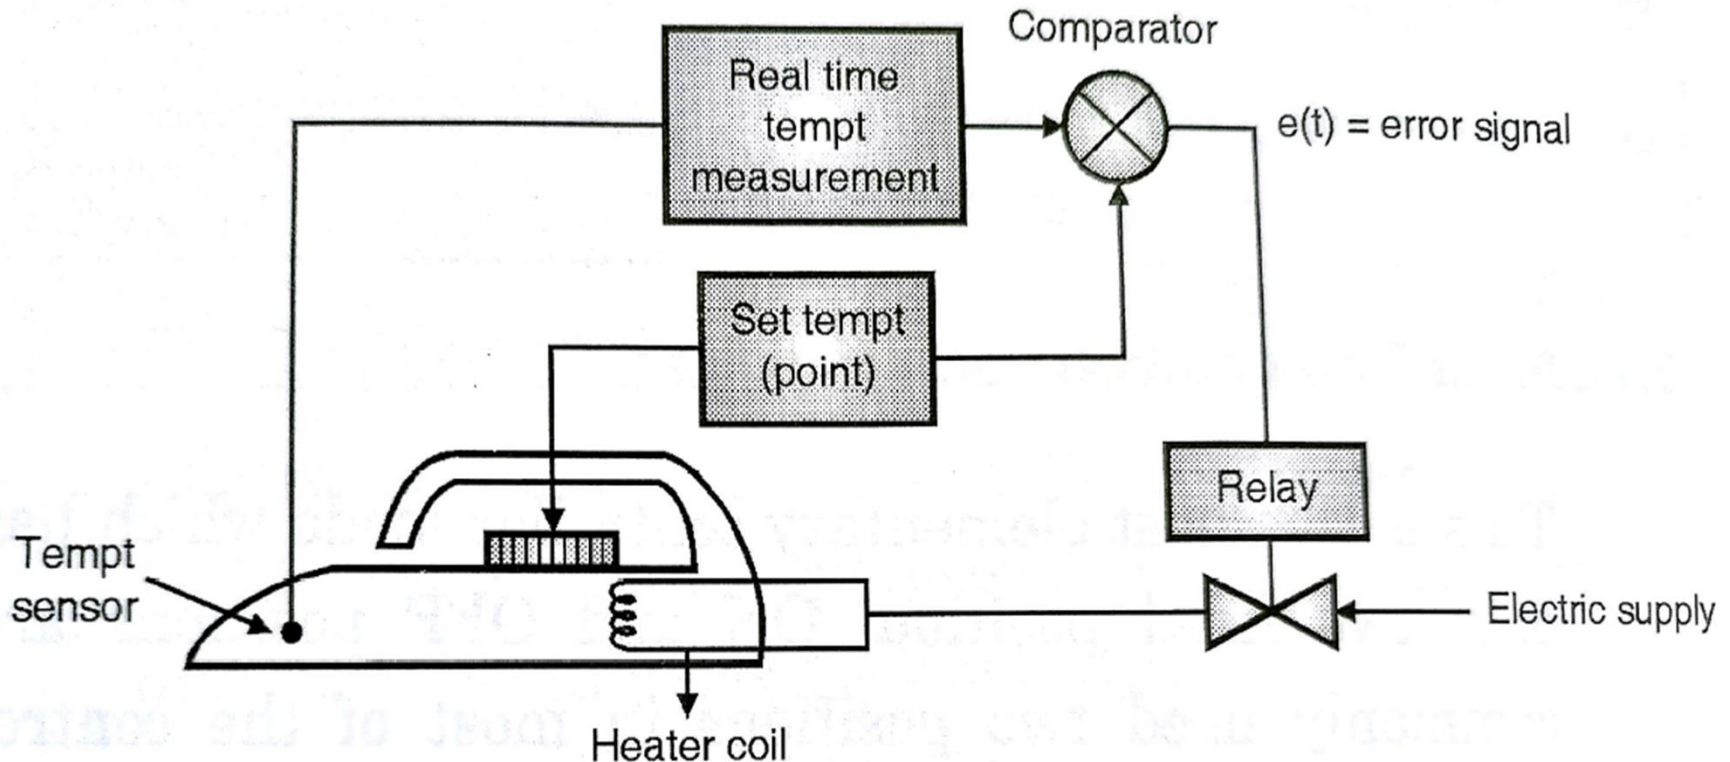 Comparator
Real time
tempt
measurement
e(t) = error signal
Set tempt
(point)
Relay
Tempt
sensor
Electric supply
Heater coil